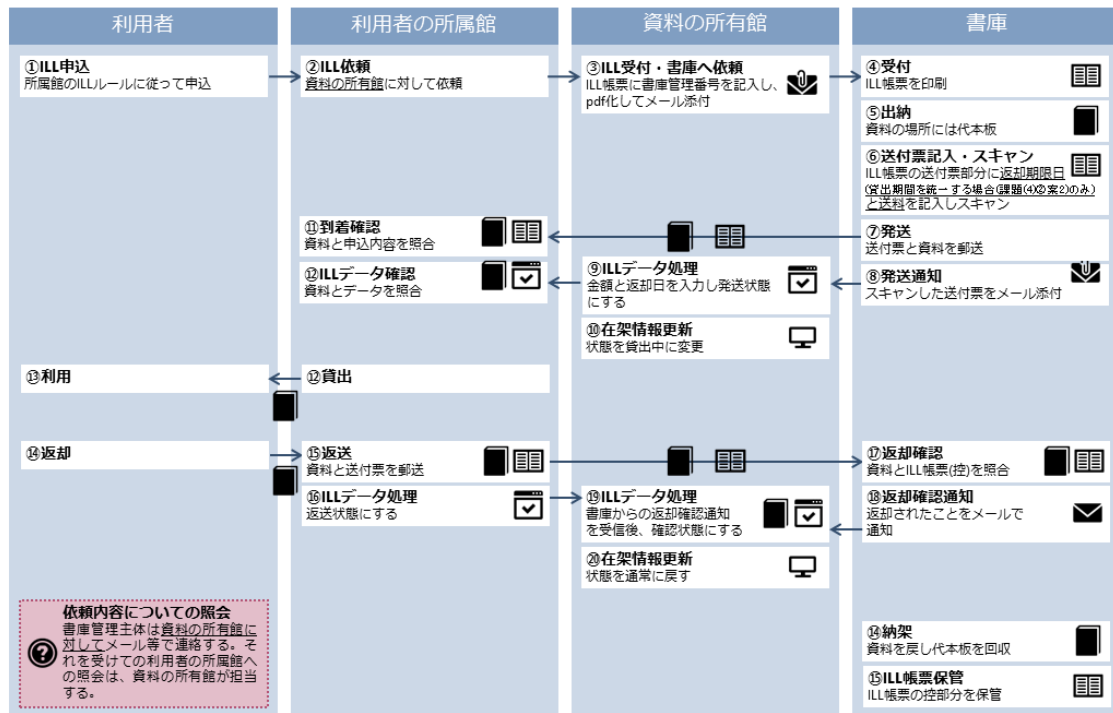 利用者
利用者の所属館
資料の所有館
書庫
①ILL申込
所属館のILLルールに従って申込
②ILL依頼
資料の所有館に対して依頼
③ILL受付・書庫へ依頼
ILL帳票に書庫管理番号を記入し、
pdf化してメール添付
④受付
ILL帳票を印刷
⑤出納
資料の場所には代本板
⑥送付票記入・スキャン
ILL帳票の送付票部分に返却期限日
(貸出期間を統一する場合(課題(4)②案2)のみ)
と送料を記入しスキャン
⑪到着確認
資料と申込内容を照合
⑦発送
送付票と資料を郵送
⑫ILLデータ確認
資料とデータを照合
⑨ILLデータ処理
金額と返却日を入力し発送状態
にする
⑧発送通知
スキャンした送付票をメール添付
⑩在架情報更新
状態を貸出中に変更
⑬利用
⑫貸出
⑭返却
⑮返送
資料と送付票を郵送
⑰返却確認
資料とILL帳票(控)を照合
⑯ILLデータ処理
返送状態にする
⑲ILLデータ処理
書庫からの返却確認通知
を受信後、確認状態にする
⑱返却確認通知
返却されたことをメールで
通知
⑳在架情報更新
状態を通常に戻す
依頼内容についての照会
書庫管理主体は資料の所有館に
対してメール等で連絡する。そ
れを受けての利用者の所属館へ
の照会は、資料の所有館が担当
する。
⑭納架
資料を戻し代本板を回収
⑮ILL帳票保管
ILL帳票の控部分を保管